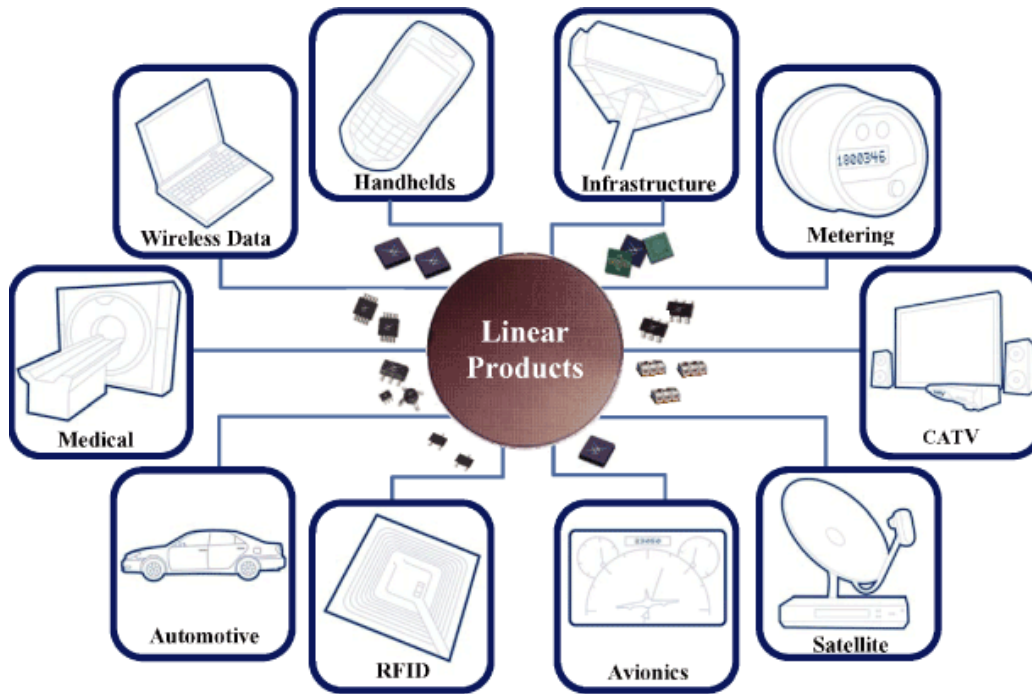 Handhelds
Infrastructure
Wireless Data
1800346
Metering
Linear
Products
Medical
CATV
Automotive
RFID
Avionics
Satellite